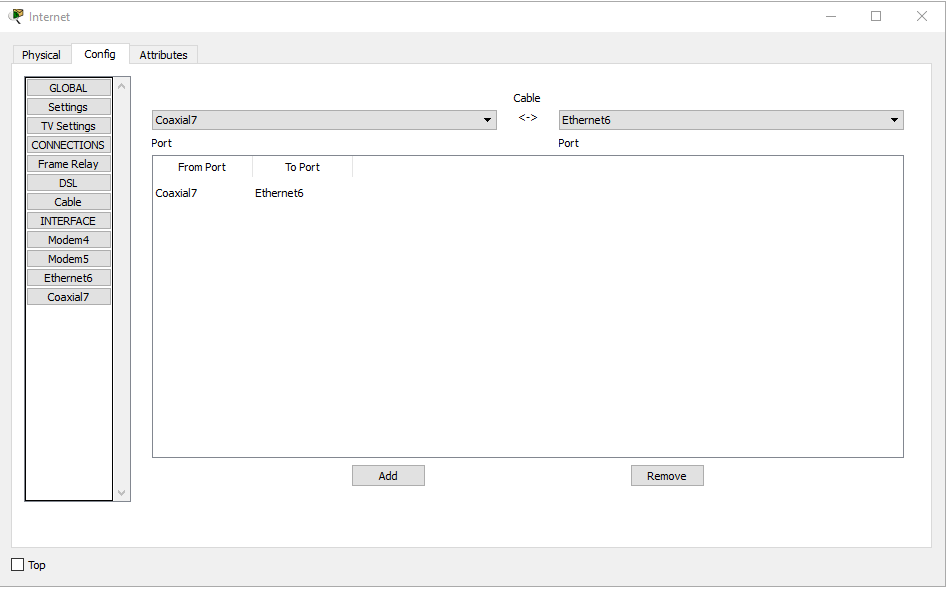 Internet
Physical Config Attributes
GLOBAL
Settings
TV Settings
CONNECTIONS
Frame Relay
DSL
Cable
INTERFACE
Modem4
Modem5
Ethernet6
Coaxial7
Cable
Coaxial7 <-> Ethernet6
Port Port
From Port To Port
Coaxial7 Ethernet6
Add Remove
Top